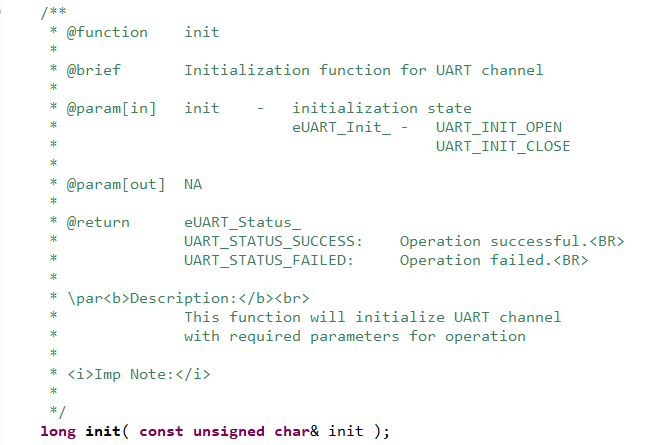 /**
 * @function    init
 *
 * @brief       Initialization function for UART channel
 *
 * @param[in]   init    -   initialization state
 *                          eUART_Init_ -   UART_INIT_OPEN
 *                                          UART_INIT_CLOSE
 *
 * @param[out]  NA
 *
 * @return      eUART_Status_
 *              UART_STATUS_SUCCESS:    Operation successful.<BR>
 *              UART_STATUS_FAILED:     Operation failed.<BR>
 *
 * \par<b>Description:</b><br>
 *              This function will initialize UART channel
 *              with required parameters for operation
 *
 * <i>Imp Note:</i>
 *
 */
long init( const unsigned char& init );